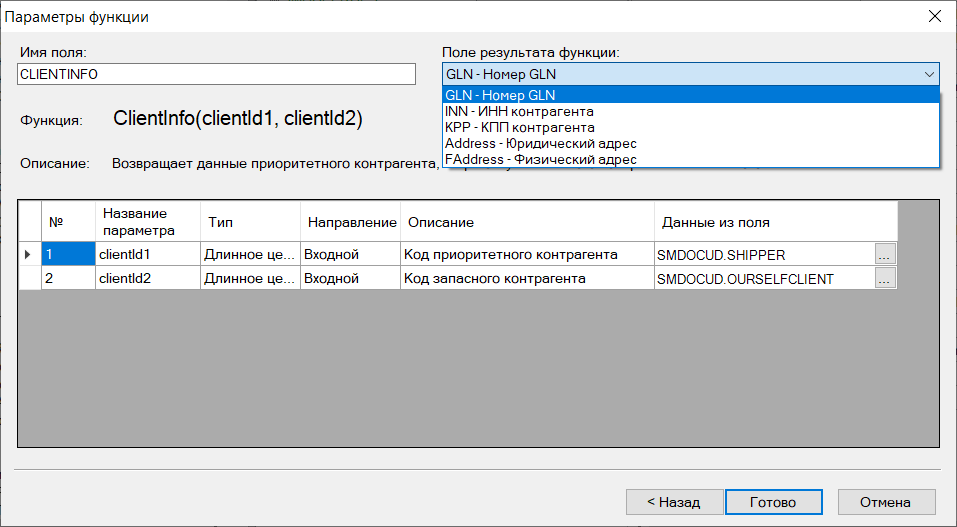 Параметры функции
Имя поля:
CLIENTINFO
Поле результата функции:
GLN - Номер GLN
GLN - Номер GLN
INN - ИНН контрагента
KPP - КПП контрагента
Address - Юридический адрес
FAddress - Физический адрес
Функция: ClientInfo(clientId1, clientId2)
Описание: Возвращает данные приоритетного контрагента,
№ Название параметра Тип Направление Описание Данные из поля
1 clientId1 Длинное це... Входной Код приоритетного контрагента SMDOCUD.SHIPPER ...
2 clientId2 Длинное це... Входной Код запасного контрагента SMDOCUD.OURSELFCLIENT ...
< Назад Готово Отмена